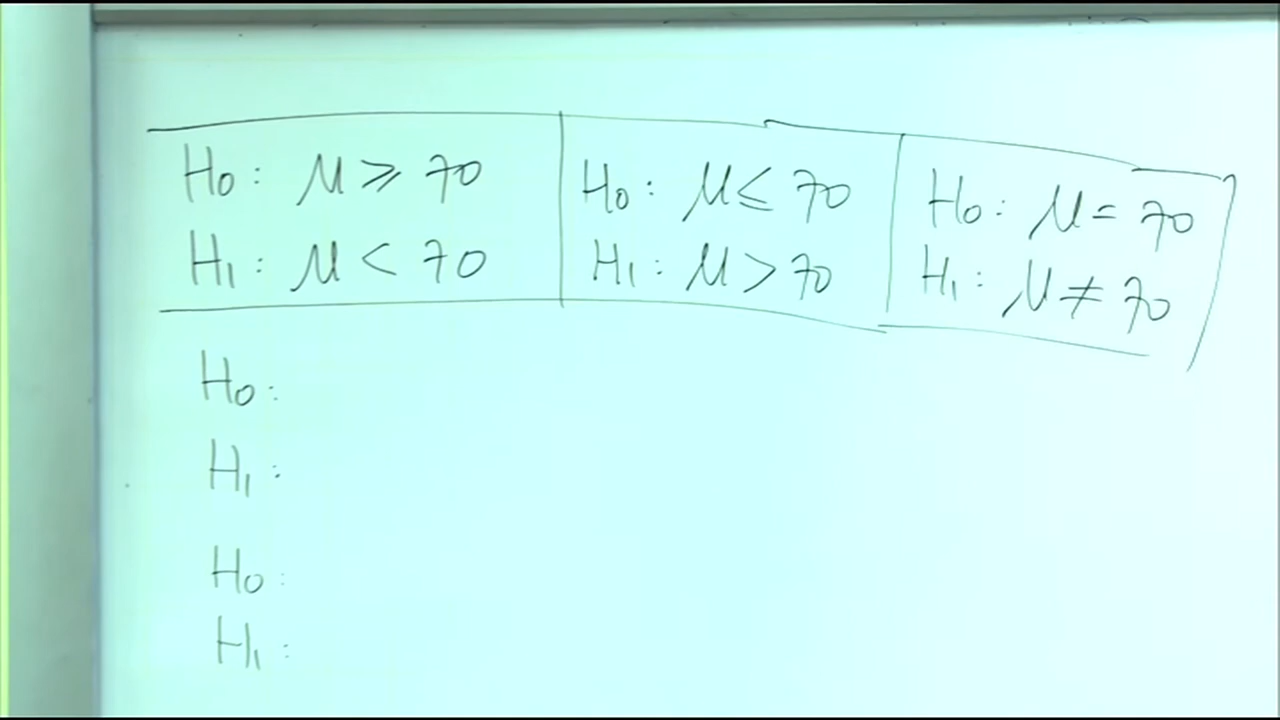 H₀: μ ⩾ 70
H₁: μ < 70
H₀: μ ≤ 70
H₁: μ > 70
H₀: μ = 70
H₁: μ ≠ 70
H₀:
H₁:
H₀:
H₁: